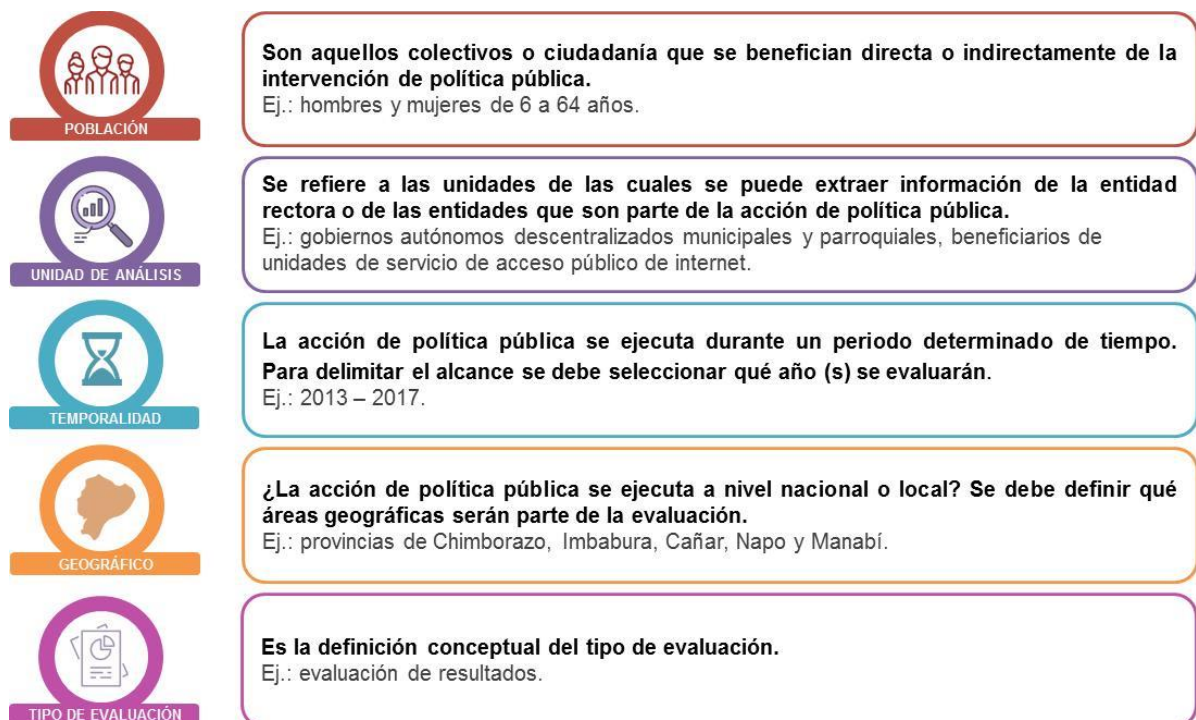 POBLACIÓN
Son aquellos colectivos o ciudadanía que se benefician directa o indirectamente de la
intervención de política pública.
Ej.: hombres y mujeres de 6 a 64 años.
UNIDAD DE ANÁLISIS
Se refiere a las unidades de las cuales se puede extraer información de la entidad
rectora o de las entidades que son parte de la acción de política pública.
Ej.: gobiernos autónomos descentralizados municipales y parroquiales, beneficiarios de
unidades de servicio de acceso público de internet.
TEMPORALIDAD
La acción de política pública se ejecuta durante un periodo determinado de tiempo.
Para delimitar el alcance se debe seleccionar qué año (s) se evaluarán.
Ej.: 2013 – 2017.
GEOGRÁFICO
¿La acción de política pública se ejecuta a nivel nacional o local? Se debe definir qué
áreas geográficas serán parte de la evaluación.
Ej.: provincias de Chimborazo, Imbabura, Cañar, Napo y Manabí.
TIPO DE EVALUACIÓN
Es la definición conceptual del tipo de evaluación.
Ej.: evaluación de resultados.